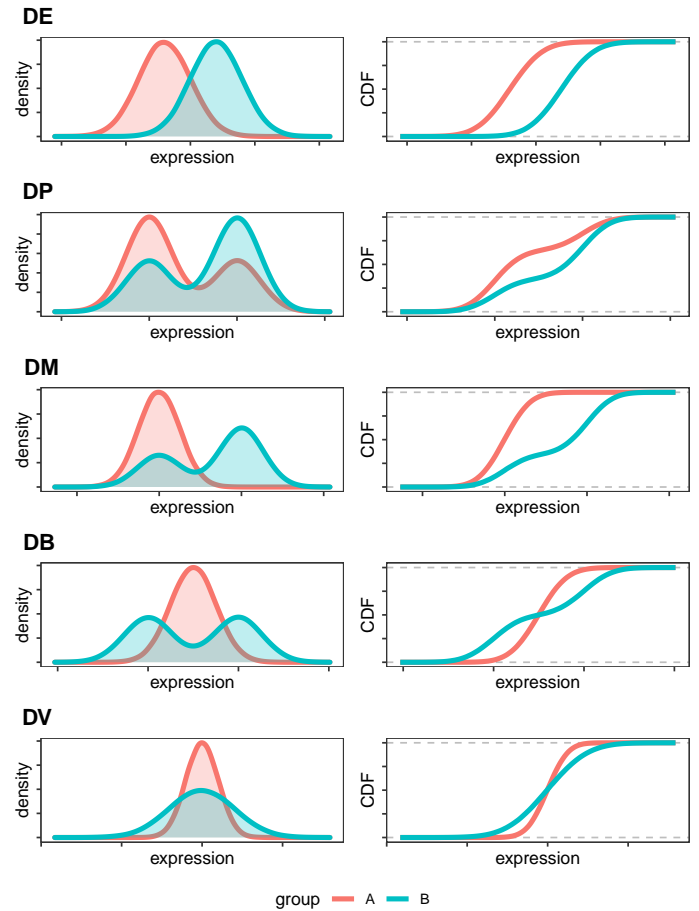 DE
density
expression
CDF
expression
DP
density
expression
CDF
expression
DM
density
expression
CDF
expression
DB
density
expression
CDF
expression
DV
density
expression
CDF
expression
group A B